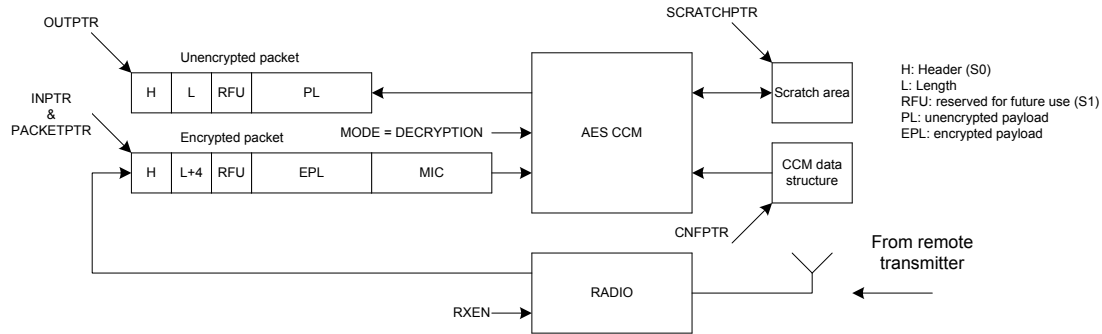 OUTPTR
SCRATCHPTR
Unencrypted packet
H L RFU PL
INPTR
&
PACKETPTR
Encrypted packet
MODE = DECRYPTION
H L+4 RFU EPL MIC
AES CCM
Scratch area
CCM data
structure
CNFPTR
H: Header (S0)
L: Length
RFU: reserved for future use (S1)
PL: unencrypted payload
EPL: encrypted payload
From remote
transmitter
RADIO
RXEN